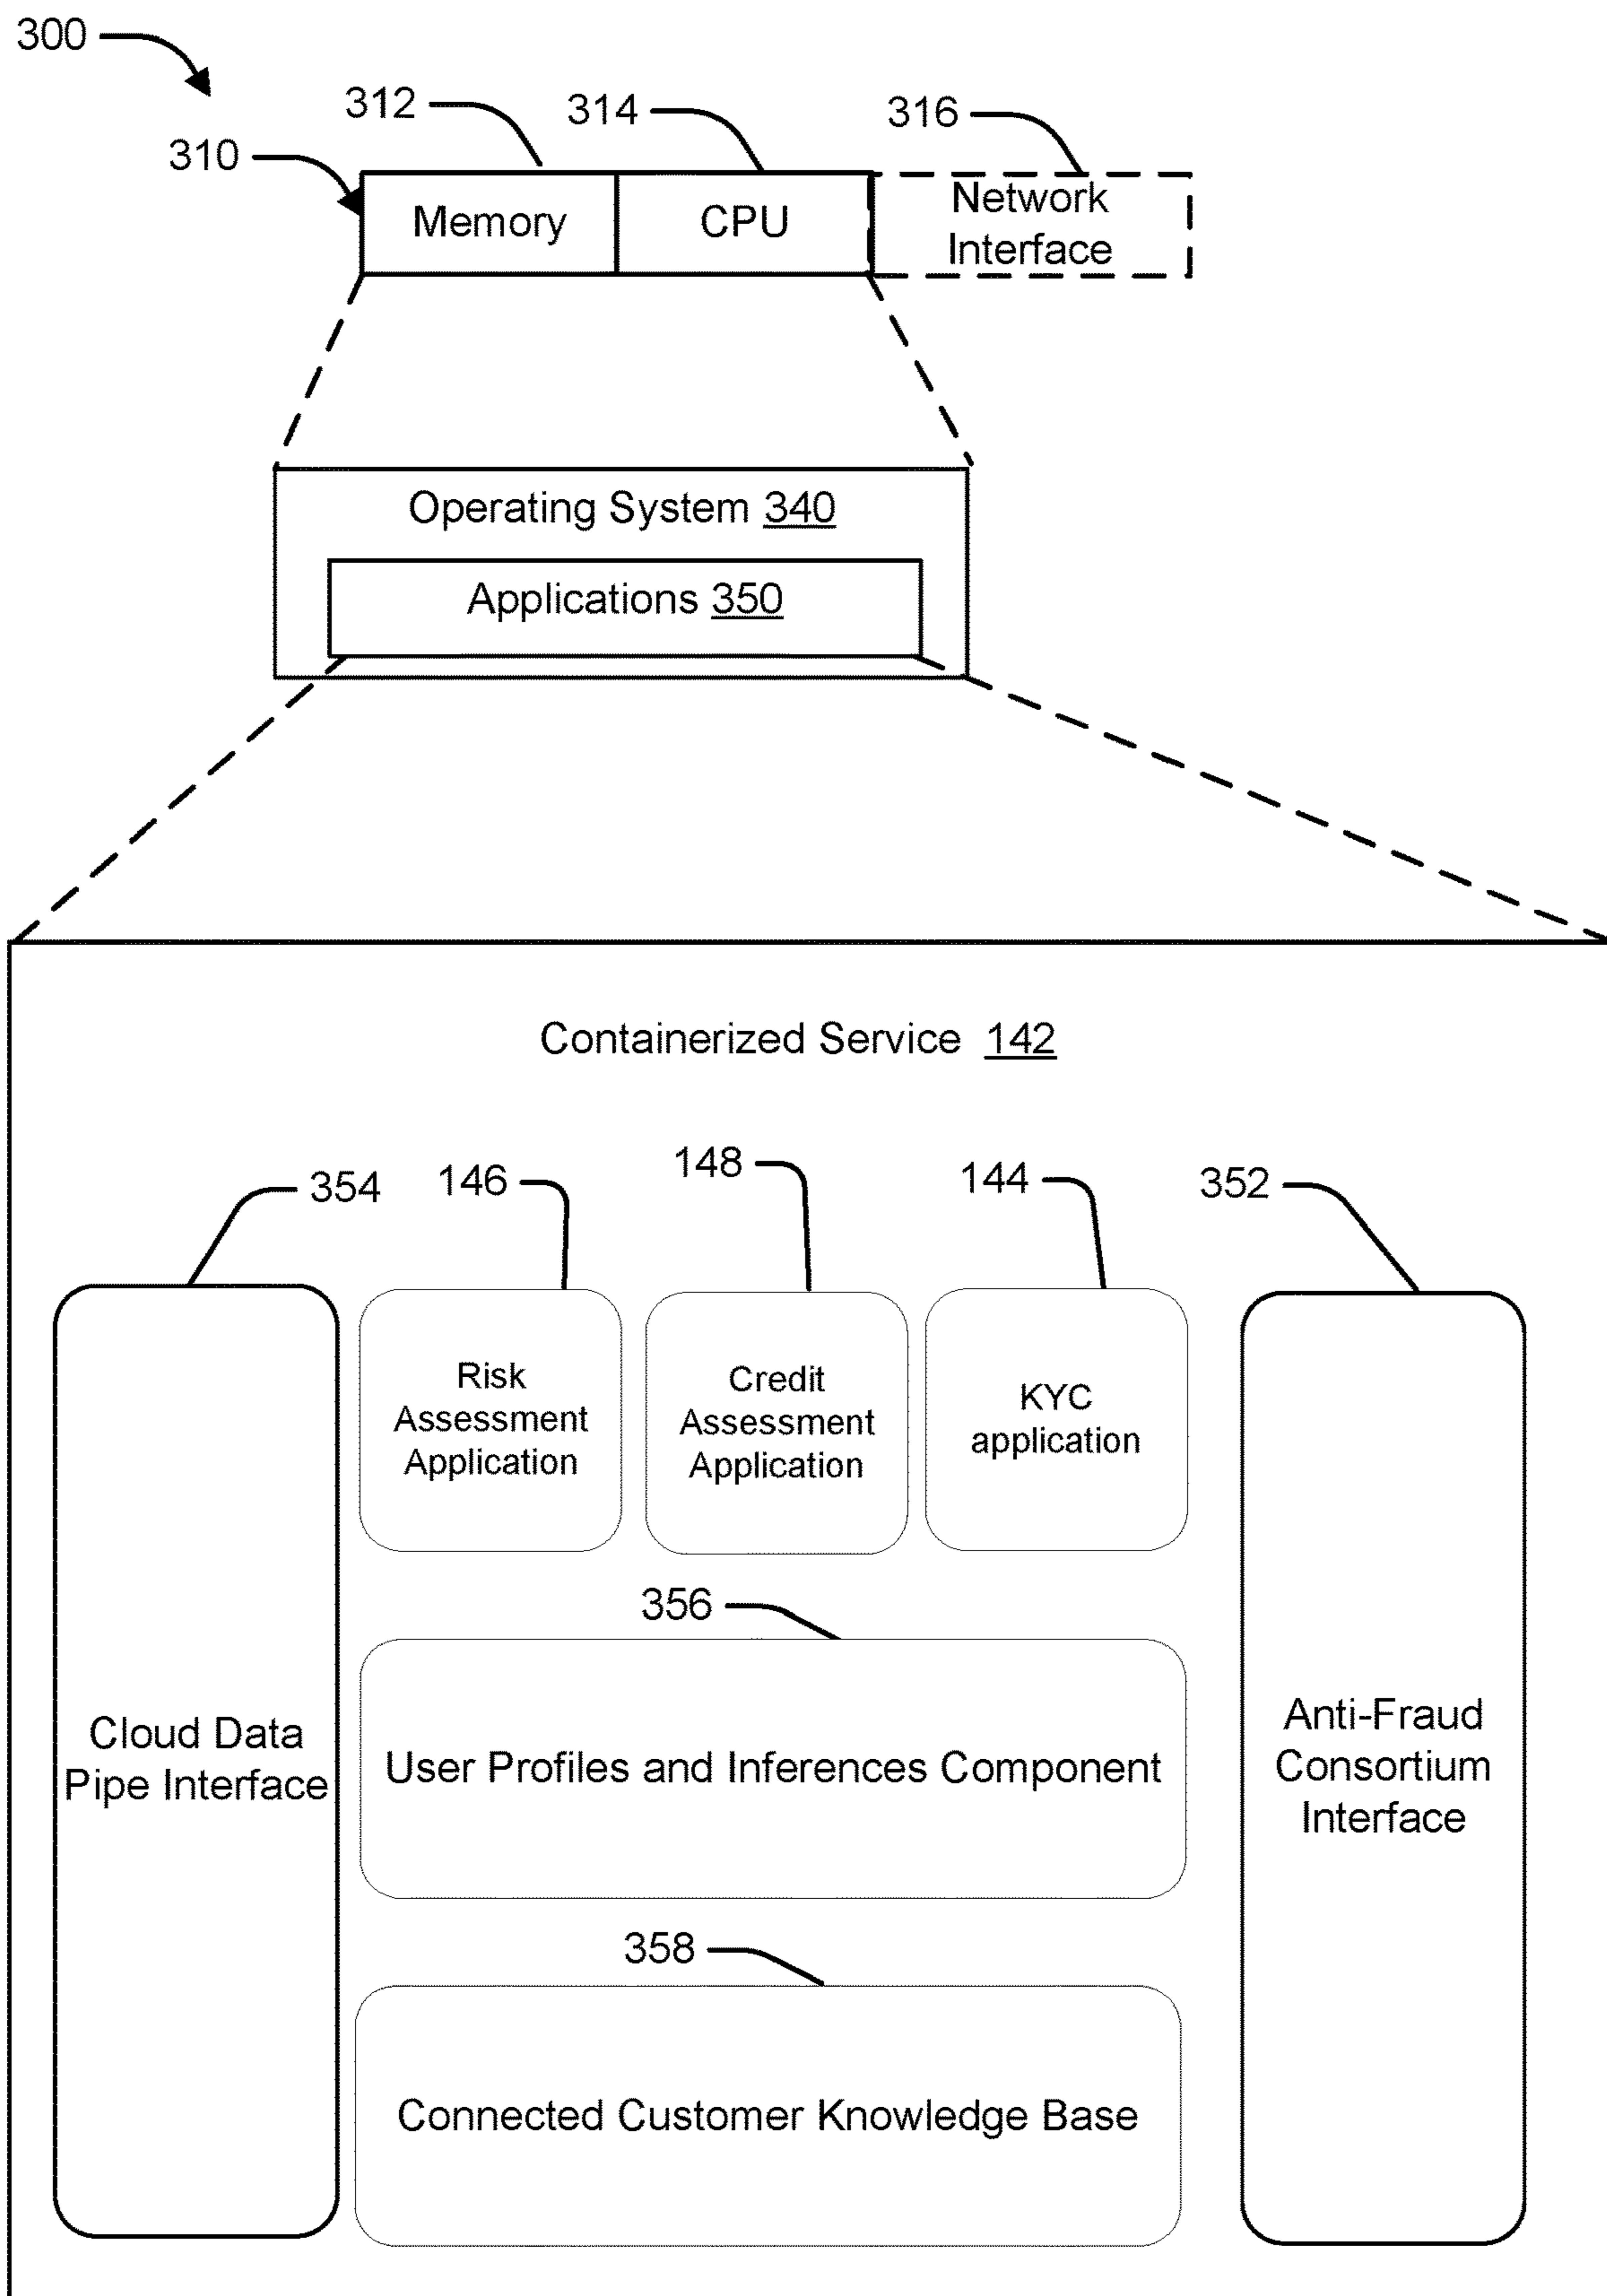 300
312
314
316
310
Memory
CPU
Network
Interface
Operating System 340
Applications 350
Containerized Service 142
354
146
148
144
352
Risk
Assessment
Application
Credit
Assessment
Application
KYC
application
356
Cloud Data
Pipe Interface
User Profiles and Inferences Component
Anti-Fraud
Consortium
Interface
358
Connected Customer Knowledge Base